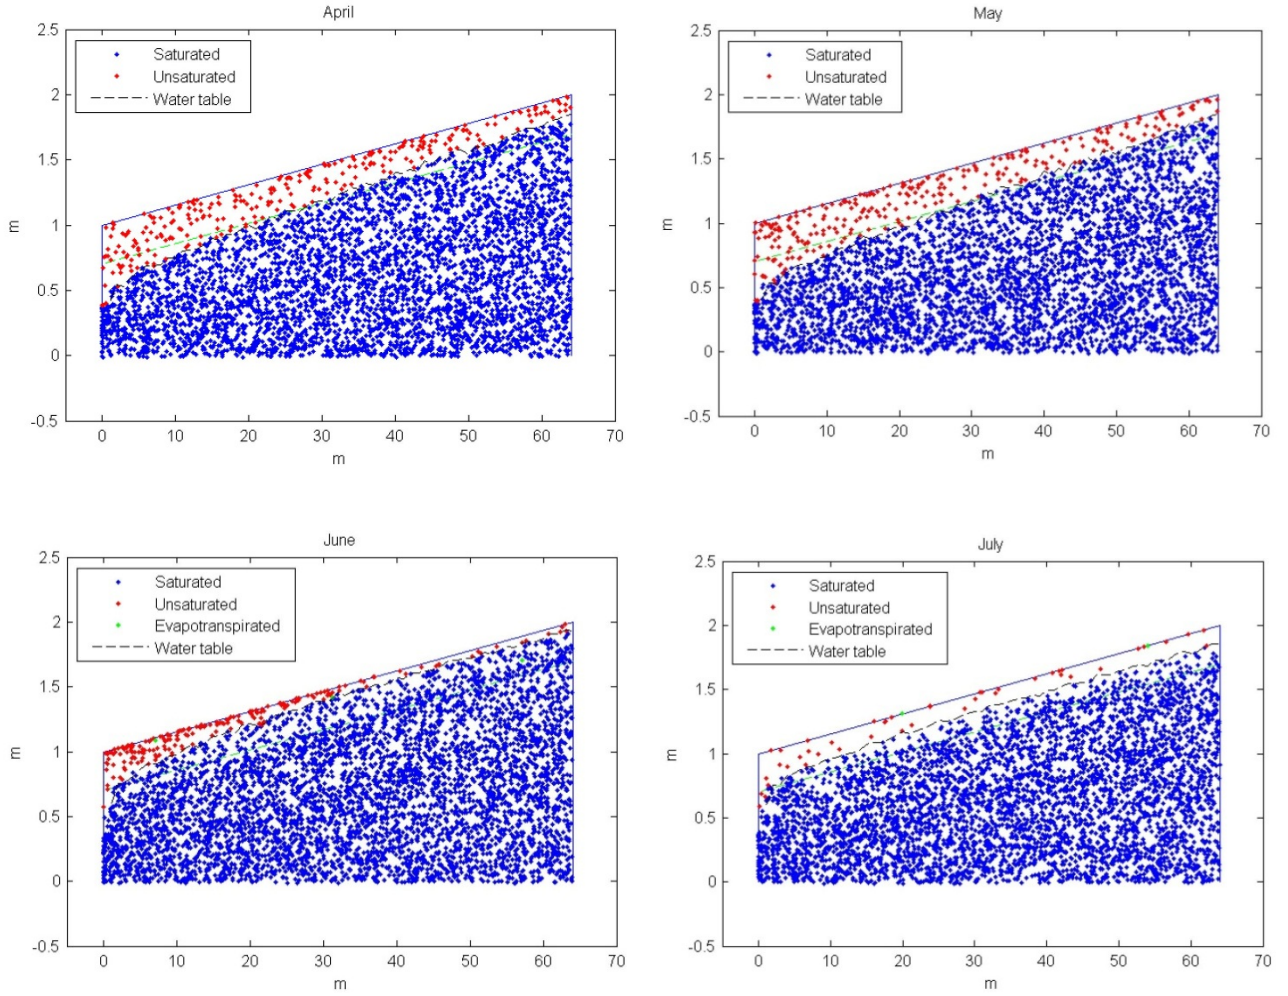 April
2.5
2
1.5
1
0.5
0
-0.5
m
Saturated
Unsaturated
Water table
0 10 20 30 40 50 60 70
m
May
2.5
2
1.5
1
0.5
0
-0.5
m
Saturated
Unsaturated
Water table
0 10 20 30 40 50 60 70
m
June
2.5
2
1.5
1
0.5
0
-0.5
m
Saturated
Unsaturated
Evapotranspirated
Water table
0 10 20 30 40 50 60 70
m
July
2.5
2
1.5
1
0.5
0
-0.5
m
Saturated
Unsaturated
Evapotranspirated
Water table
0 10 20 30 40 50 60 70
m